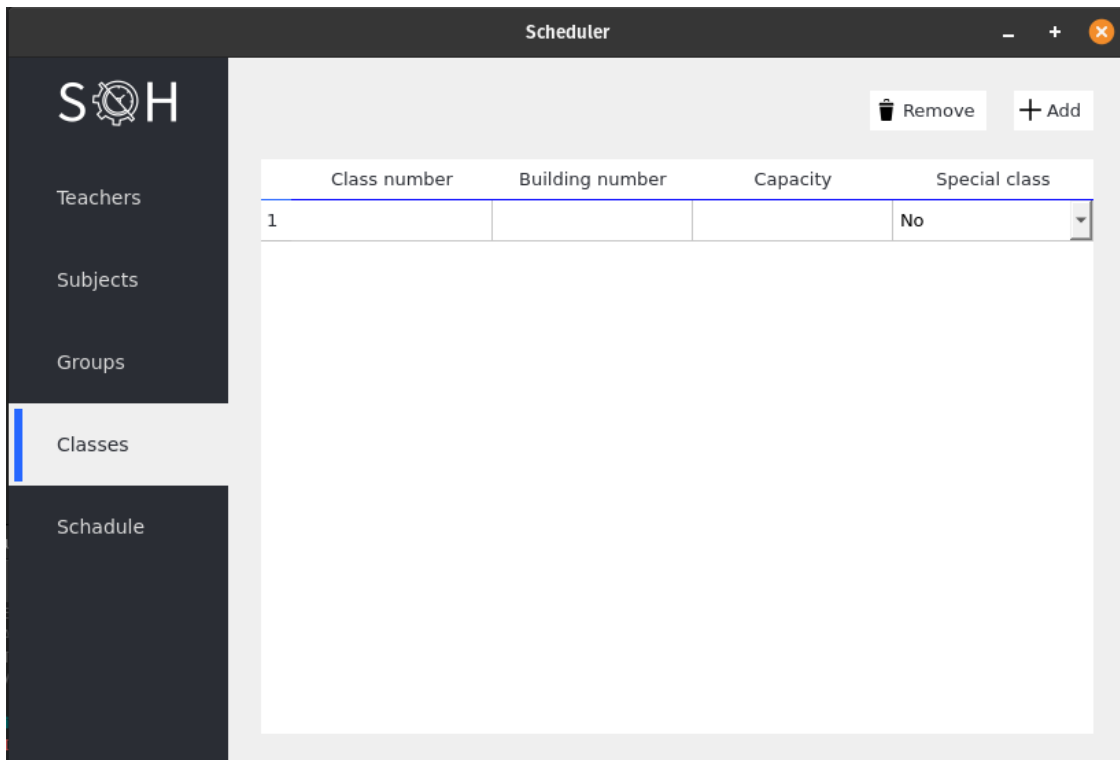 Scheduler
S H
Remove
Add
Class number Building number Capacity Special class
1 No
Teachers
Subjects
Groups
Classes
Schadule